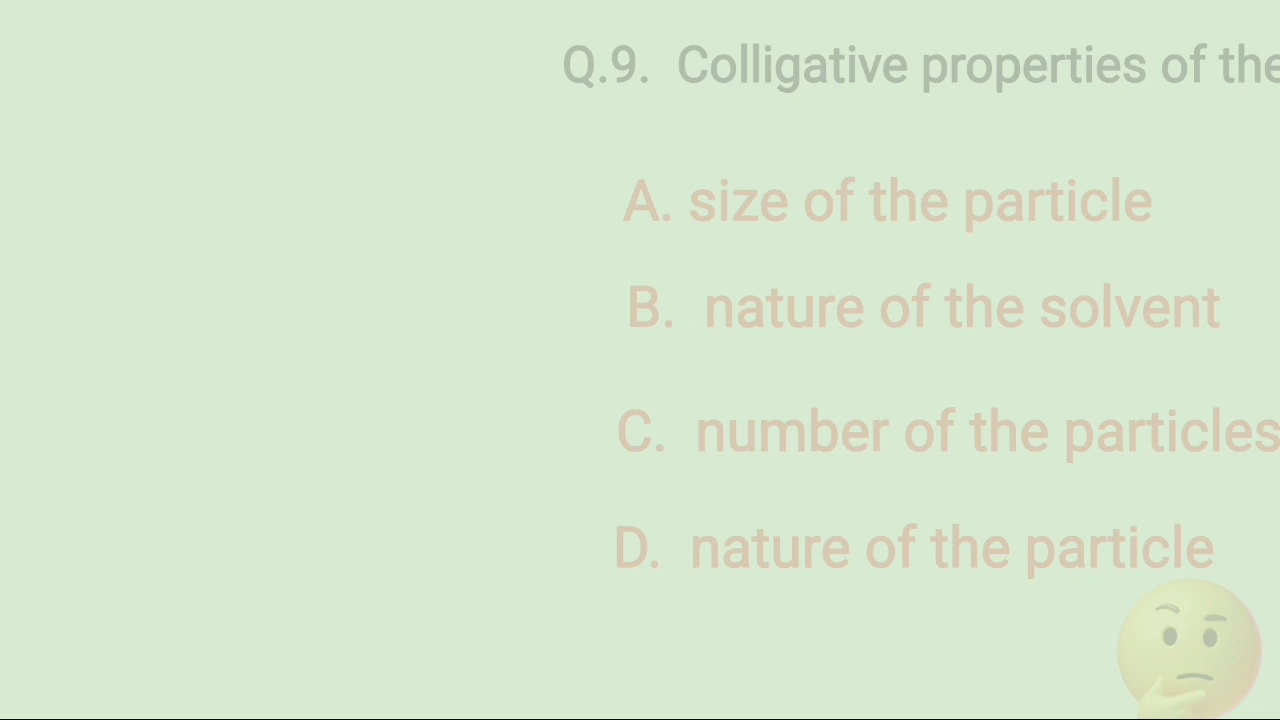 Q.9. Colligative properties of the
A. size of the particle
B. nature of the solvent
C. number of the particles
D. nature of the particle